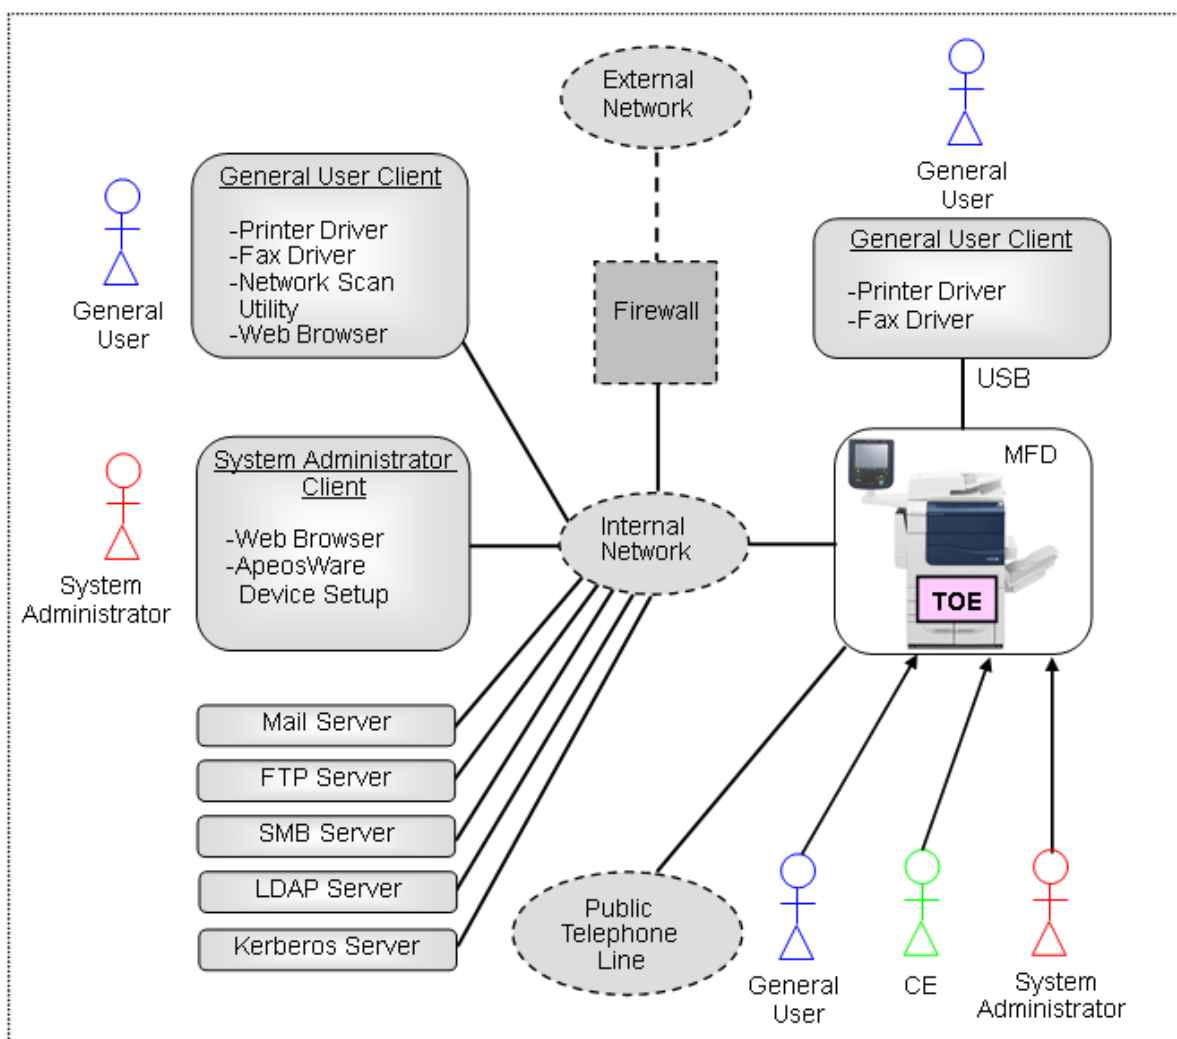 External
Network
General
User
General User Client
-Printer Driver
-Fax Driver
-Network Scan
Utility
-Web Browser
General
User
Firewall
General User Client
-Printer Driver
-Fax Driver
USB
System Administrator
Client
-Web Browser
-ApeosWare
Device Setup
System
Administrator
Internal
Network
MFD
TOE
Mail Server
FTP Server
SMB Server
LDAP Server
Kerberos Server
Public
Telephone
Line
General
User
CE
System
Administrator